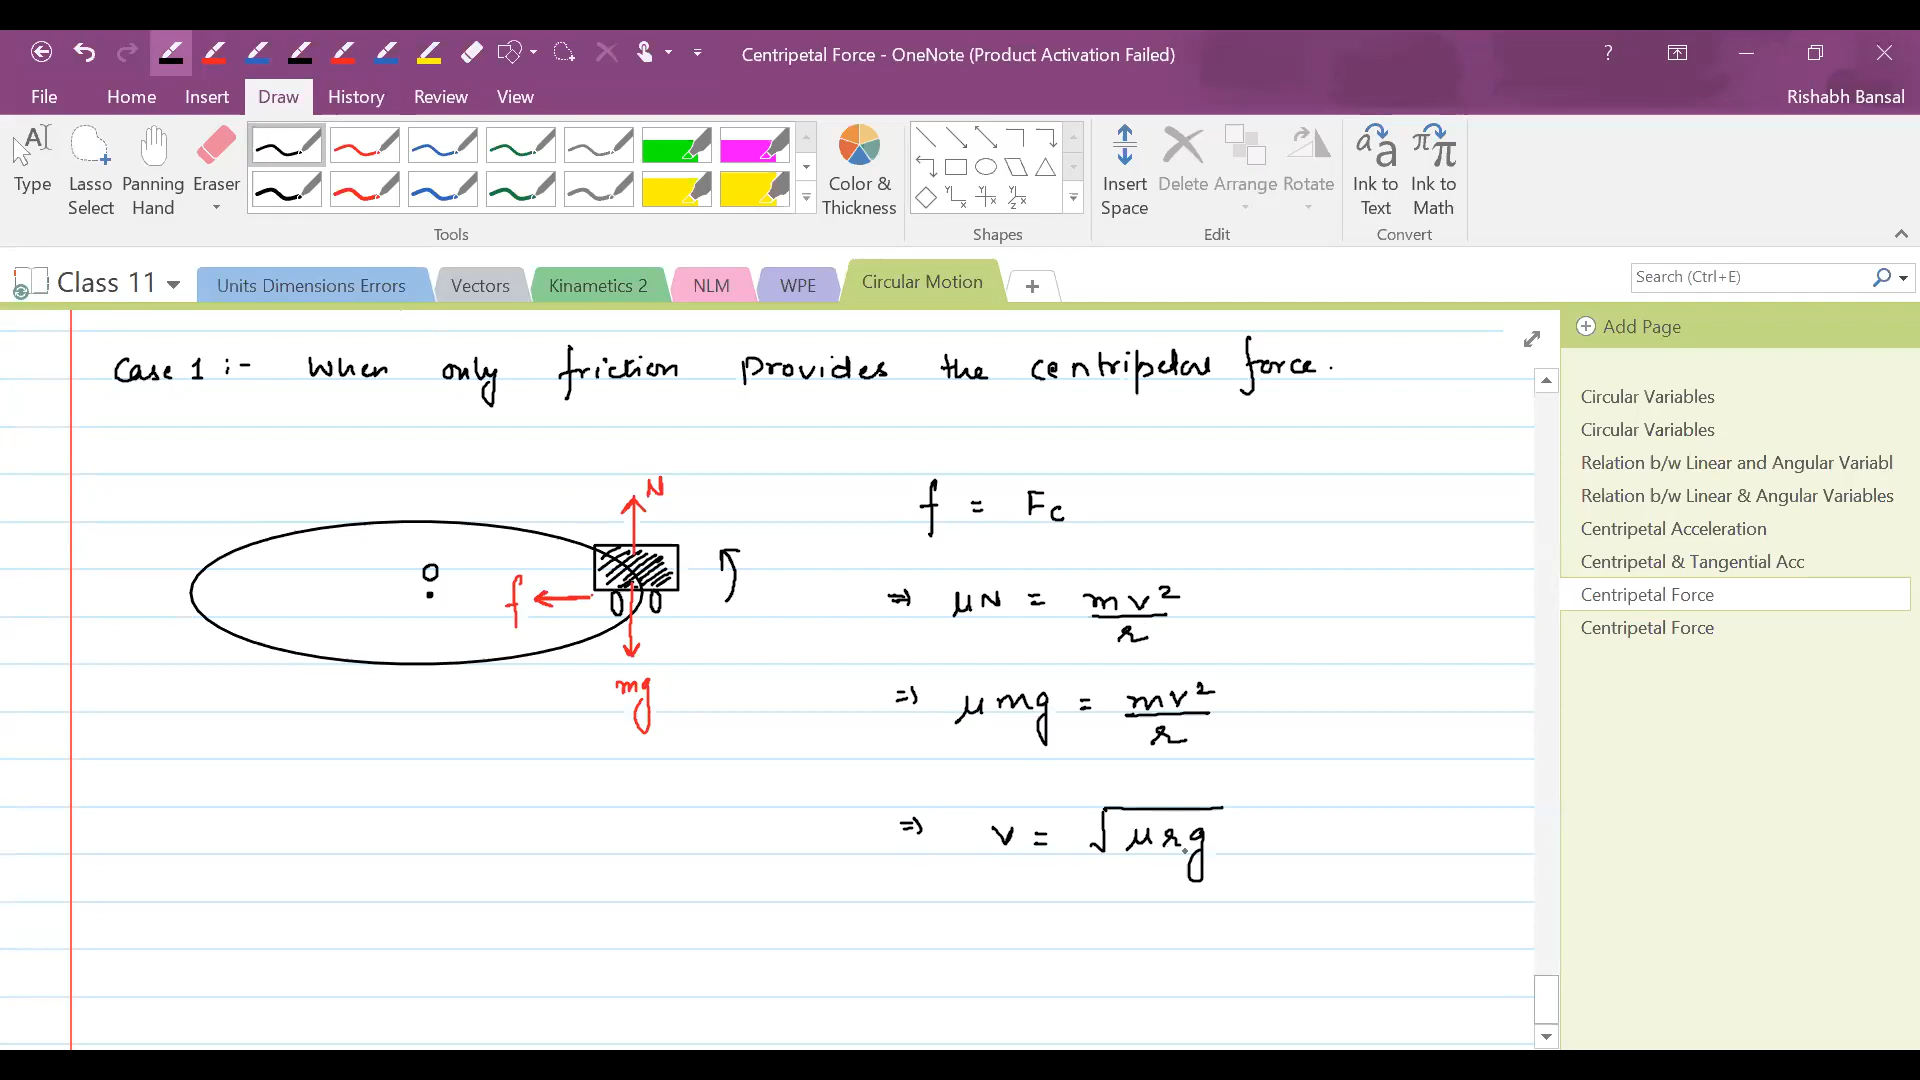 Centripetal Force - OneNote (Product Activation Failed)
?
File Home Insert Draw History Review View
Rishabh Bansal
Type
Lasso Select
Panning Hand
Eraser
Color & Thickness
Insert Space
Delete
Arrange
Rotate
Ink to Text
Ink to Math
Tools
Shapes
Edit
Convert
Class 11
Units Dimensions Errors
Vectors
Kinametics 2
NLM
WPE
Circular Motion
Search (Ctrl+E)
Add Page
Circular Variables
Circular Variables
Relation b/w Linear and Angular Variabl
Relation b/w Linear & Angular Variables
Centripetal Acceleration
Centripetal & Tangential Acc
Centripetal Force
Centripetal Force
Case 1 :- When only friction provides the centripetal force.
N
O
f
mg
f = Fc
=> μN = mv²/r
=> μmg = mv²/r
=> v = √μrg